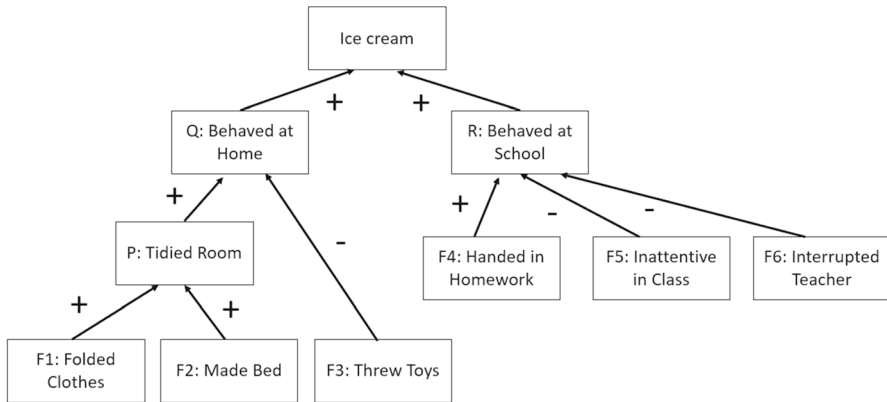 Ice cream
+
+
Q: Behaved at
Home
R: Behaved at
School
+
-
+
-
-
P: Tidied Room
F4: Handed in
Homework
F5: Inattentive
in Class
F6: Interrupted
Teacher
+
+
F1: Folded
Clothes
F2: Made Bed
F3: Threw Toys